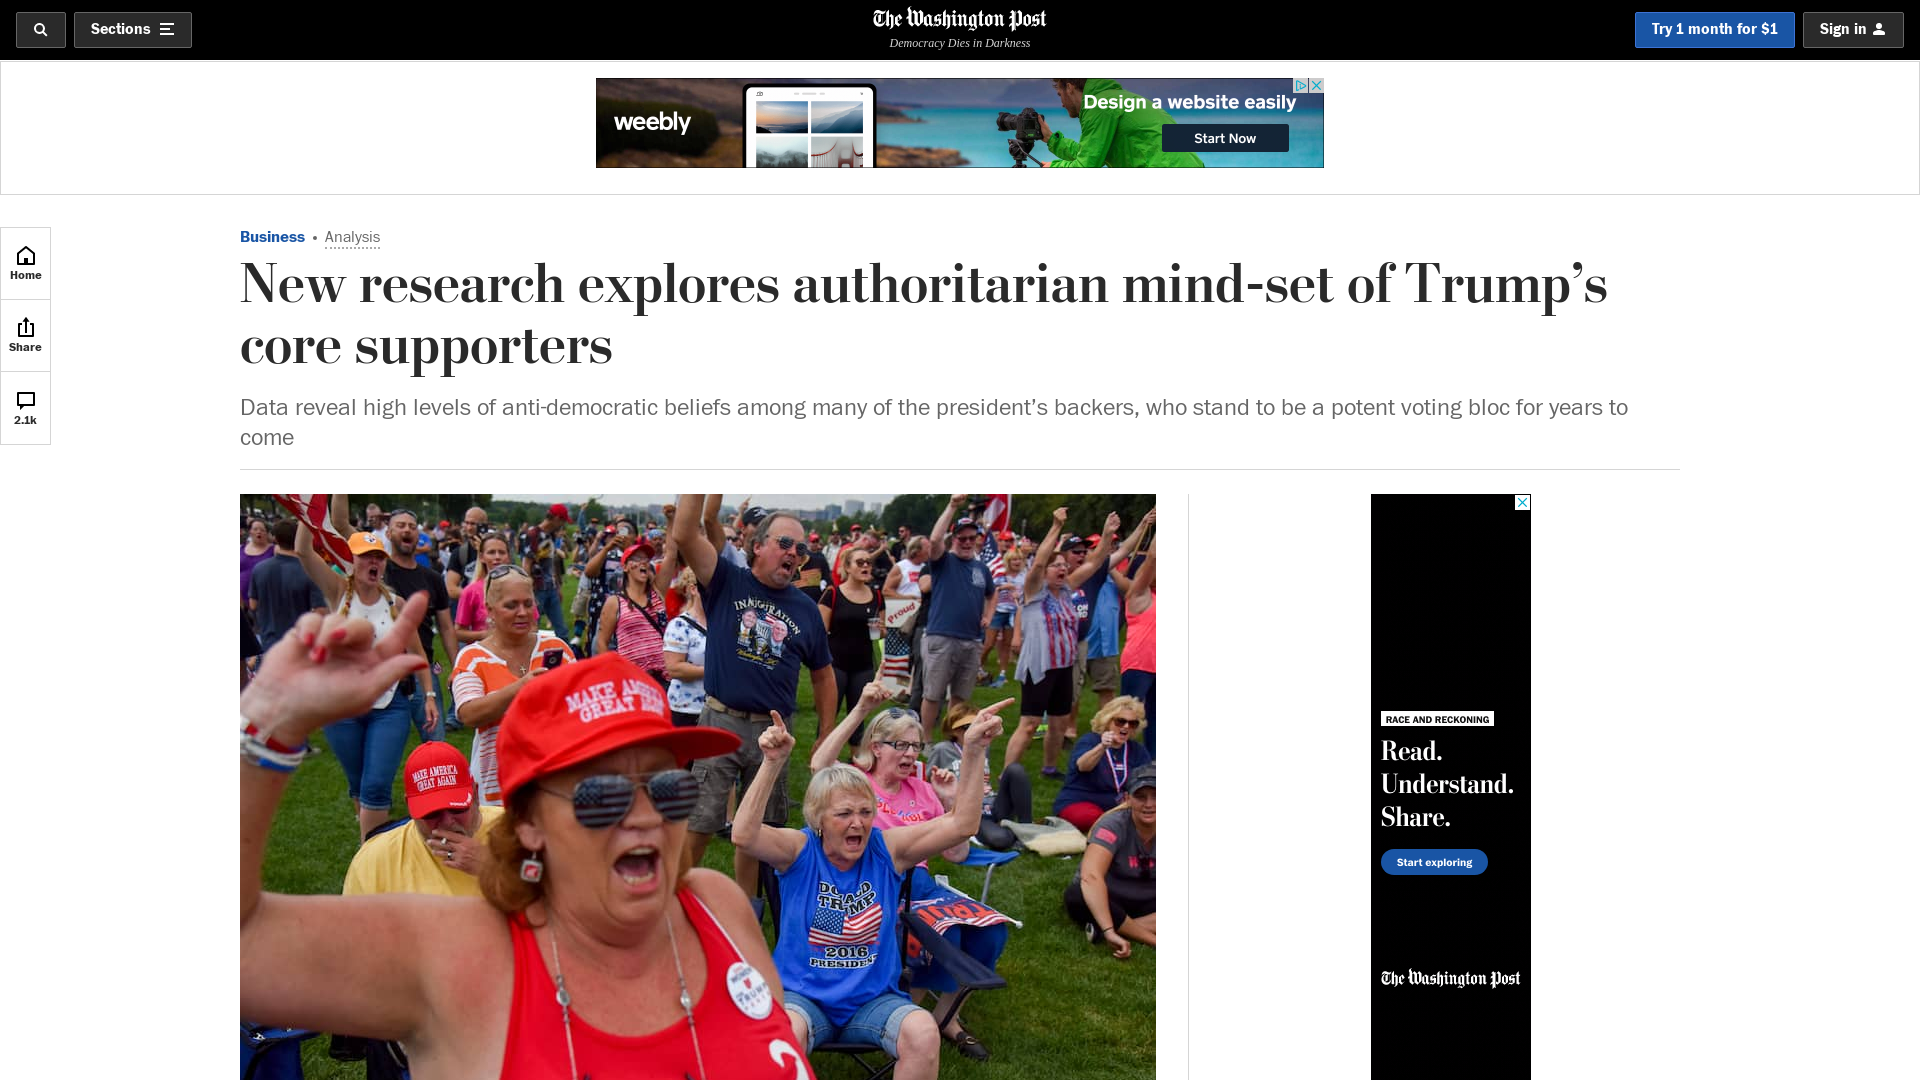 Sections
The Washington Post
Democracy Dies in Darkness
Try 1 month for $1
Sign in
weebly
Design a website easily
Start Now
Home
Share
2.1k
Business • Analysis
New research explores authoritarian mind-set of Trump’s
core supporters
Data reveal high levels of anti-democratic beliefs among many of the president’s backers, who stand to be a potent voting bloc for years to
come
INAUGURATION
Proud
MAKE AMERICA
GREAT AGAIN
MAKE AMERICA
GREAT AGAIN
DONALD
TRUMP
2016
PRESIDENT
TRUMP
RACE AND RECKONING
Read.
Understand.
Share.
Start exploring
The Washington Post